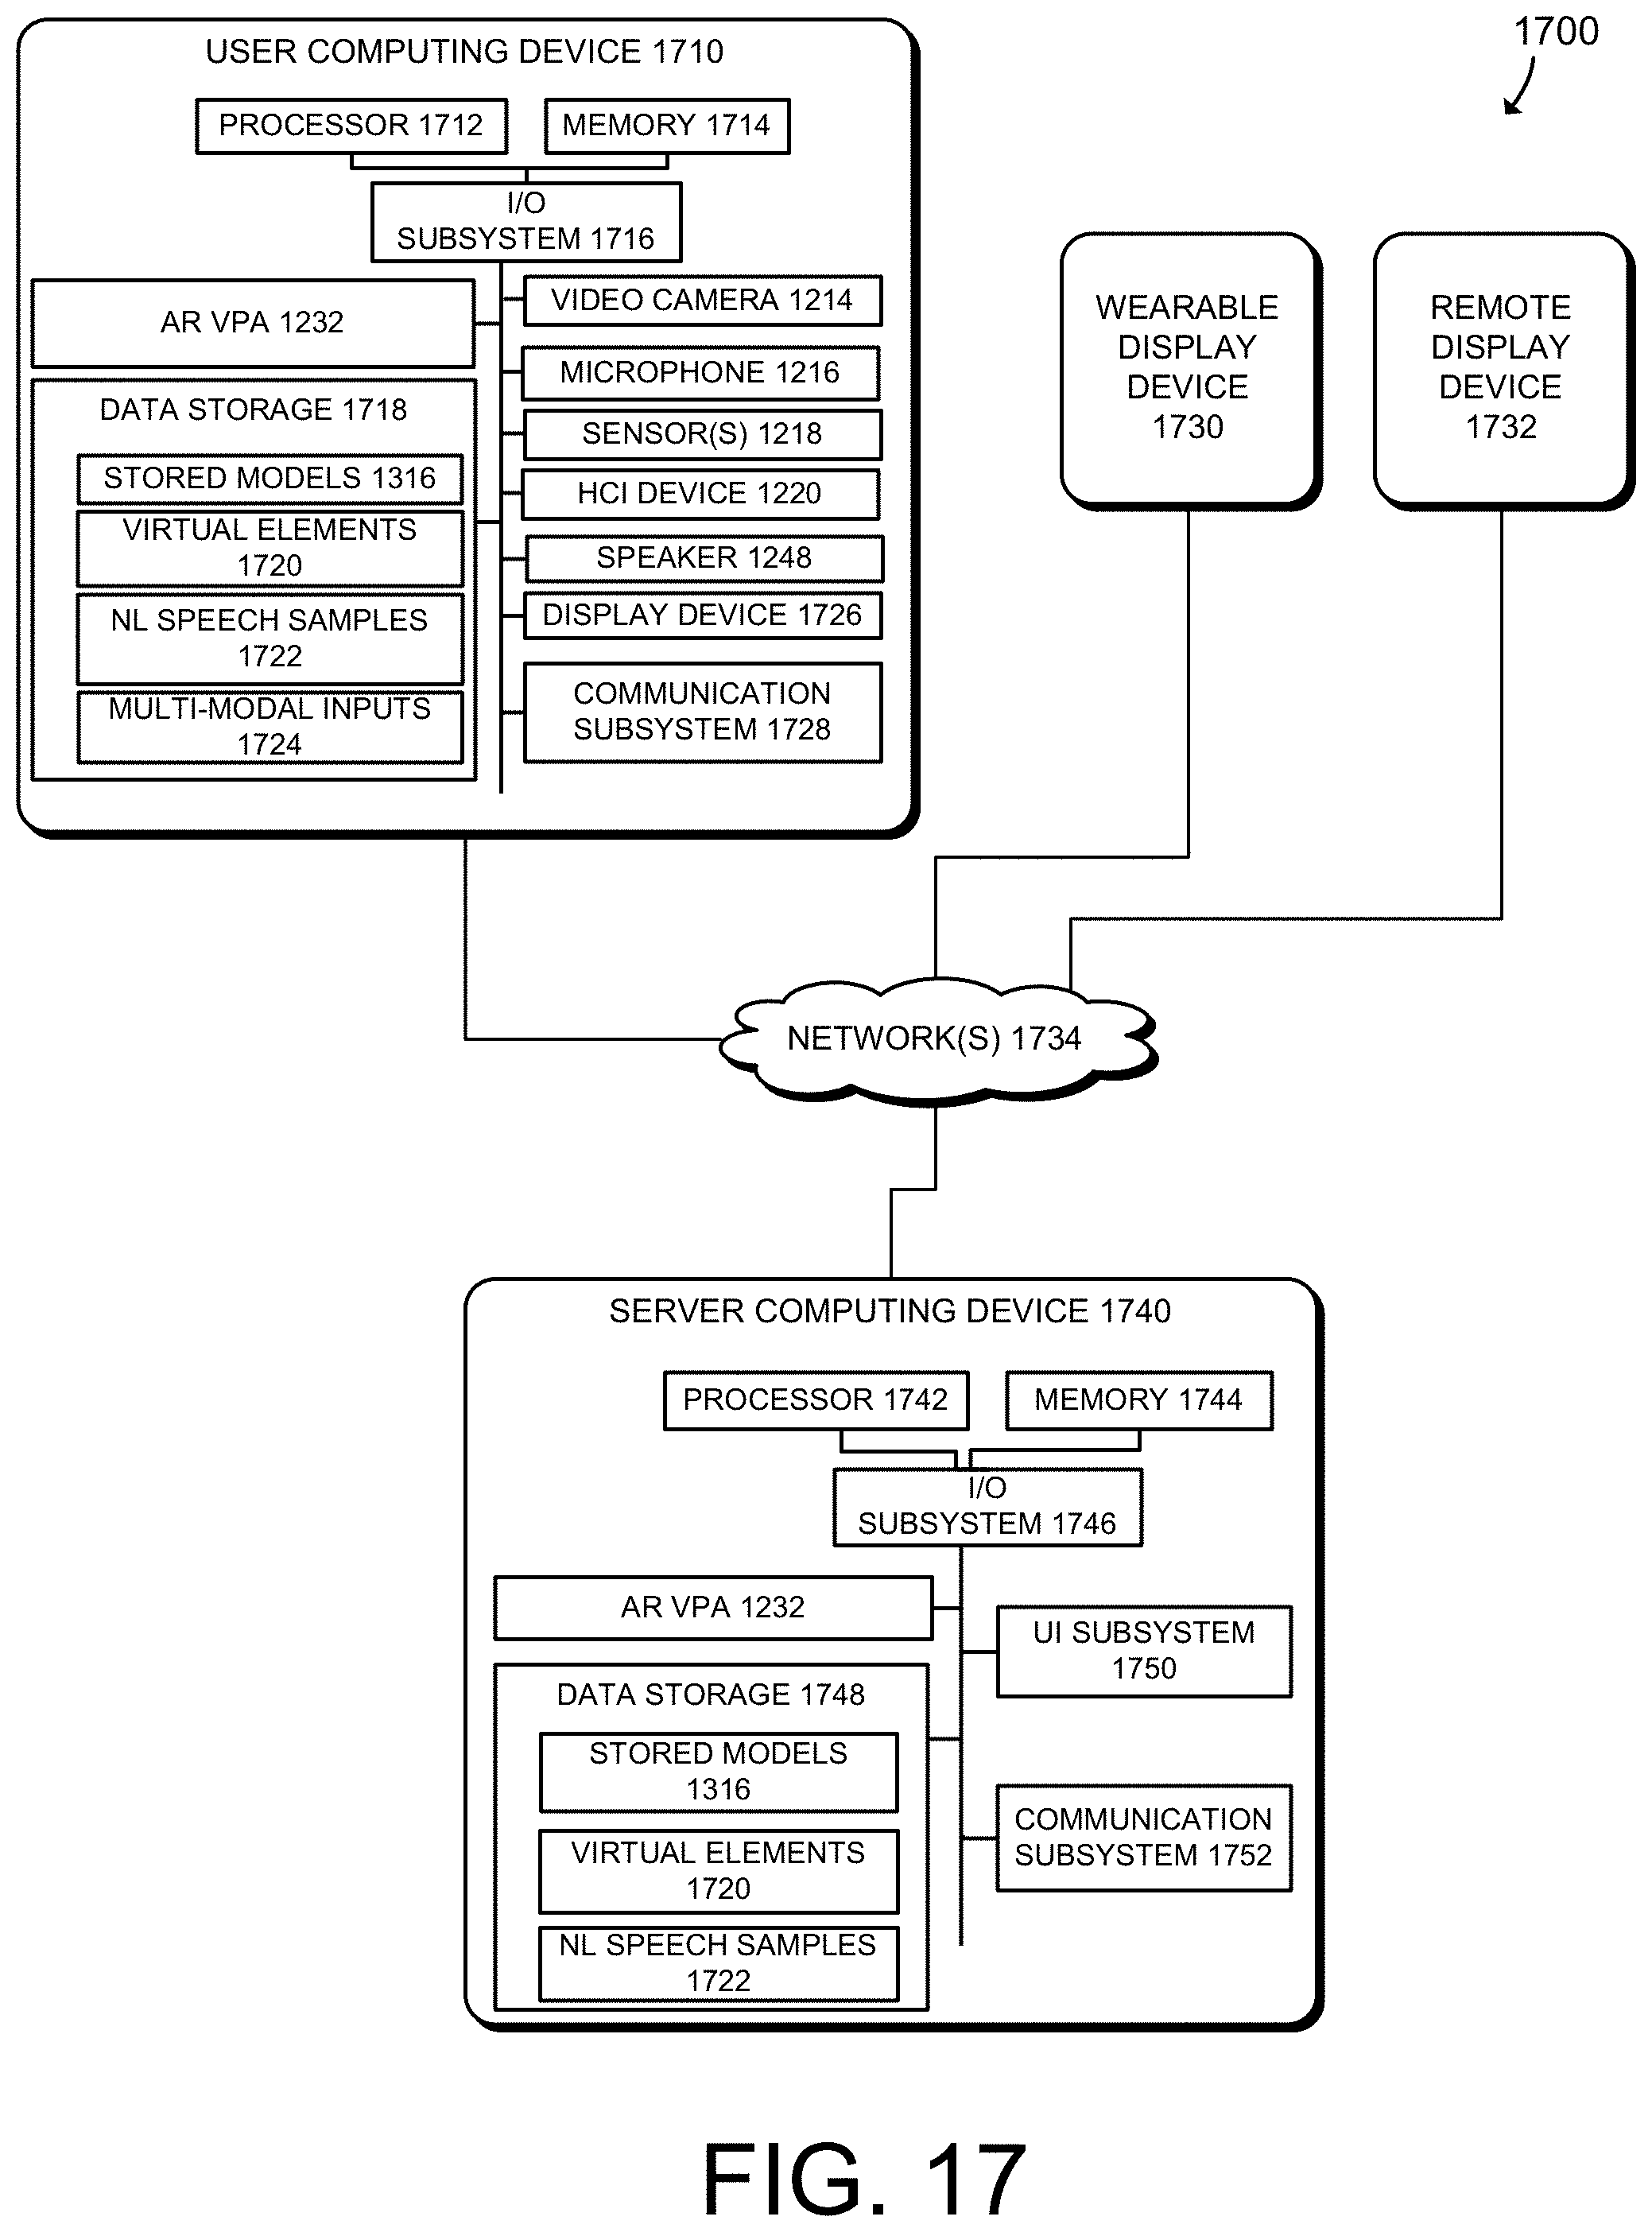 1700
USER COMPUTING DEVICE 1710
PROCESSOR 1712
MEMORY 1714
I/O
SUBSYSTEM 1716
AR VPA 1232
DATA STORAGE 1718
STORED MODELS 1316
VIRTUAL ELEMENTS
1720
NL SPEECH SAMPLES
1722
MULTI-MODAL INPUTS
1724
VIDEO CAMERA 1214
MICROPHONE 1216
SENSOR(S) 1218
HCI DEVICE 1220
SPEAKER 1248
DISPLAY DEVICE 1726
COMMUNICATION
SUBSYSTEM 1728
WEARABLE
DISPLAY
DEVICE
1730
REMOTE
DISPLAY
DEVICE
1732
NETWORK(S) 1734
SERVER COMPUTING DEVICE 1740
PROCESSOR 1742
MEMORY 1744
I/O
SUBSYSTEM 1746
AR VPA 1232
DATA STORAGE 1748
STORED MODELS
1316
VIRTUAL ELEMENTS
1720
NL SPEECH SAMPLES
1722
UI SUBSYSTEM
1750
COMMUNICATION
SUBSYSTEM 1752
FIG. 17